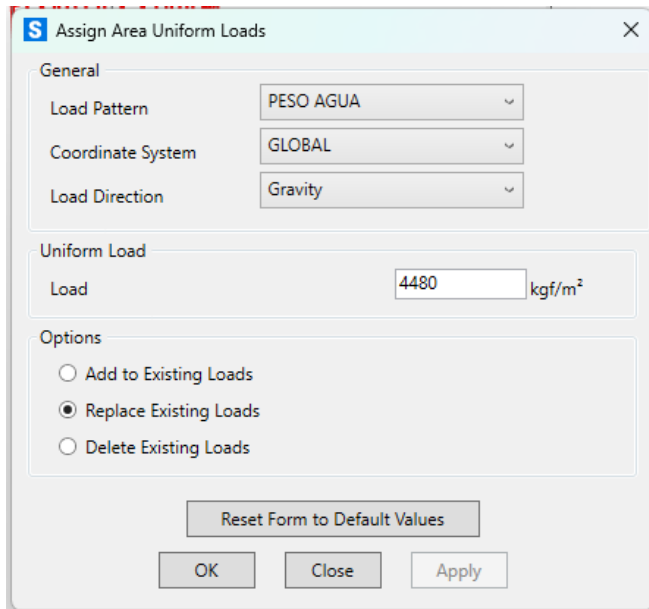 S Assign Area Uniform Loads
General
Load Pattern PESO AGUA
Coordinate System GLOBAL
Load Direction Gravity
Uniform Load
Load 4480 kgf/m²
Options
Add to Existing Loads
Replace Existing Loads
Delete Existing Loads
Reset Form to Default Values
OK Close Apply